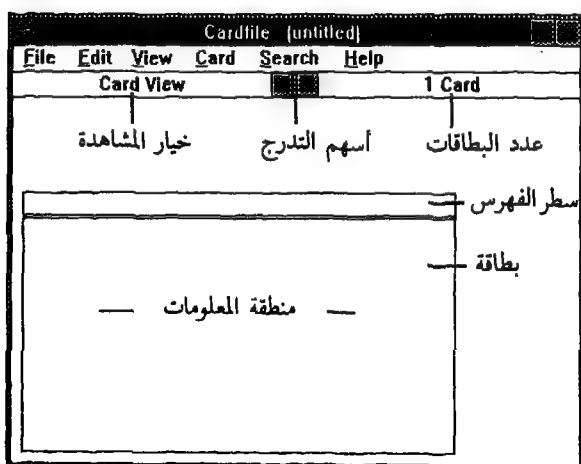 Cardfile (untitled)
File Edit View Card Search Help
Card View 1 Card
خيار المشاهدة أسهم التدرج عدد البطاقات
سطر الفهرس
بطاقة
منطقة المعلومات